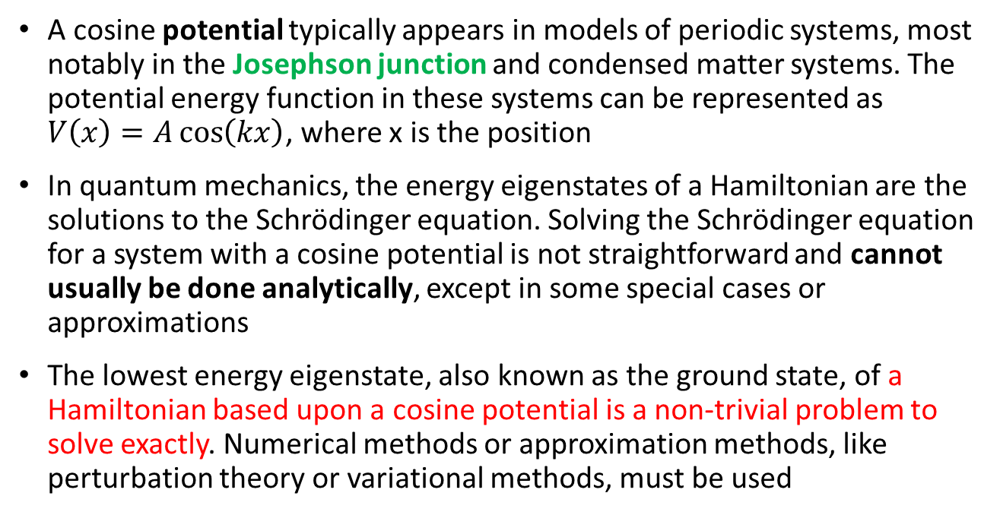 • A cosine potential typically appears in models of periodic systems, most
notably in the Josephson junction and condensed matter systems. The
potential energy function in these systems can be represented as
V(x) = A cos(kx), where x is the position
• In quantum mechanics, the energy eigenstates of a Hamiltonian are the
solutions to the Schrödinger equation. Solving the Schrödinger equation
for a system with a cosine potential is not straightforward and cannot
usually be done analytically, except in some special cases or
approximations
• The lowest energy eigenstate, also known as the ground state, of a
Hamiltonian based upon a cosine potential is a non-trivial problem to
solve exactly. Numerical methods or approximation methods, like
perturbation theory or variational methods, must be used